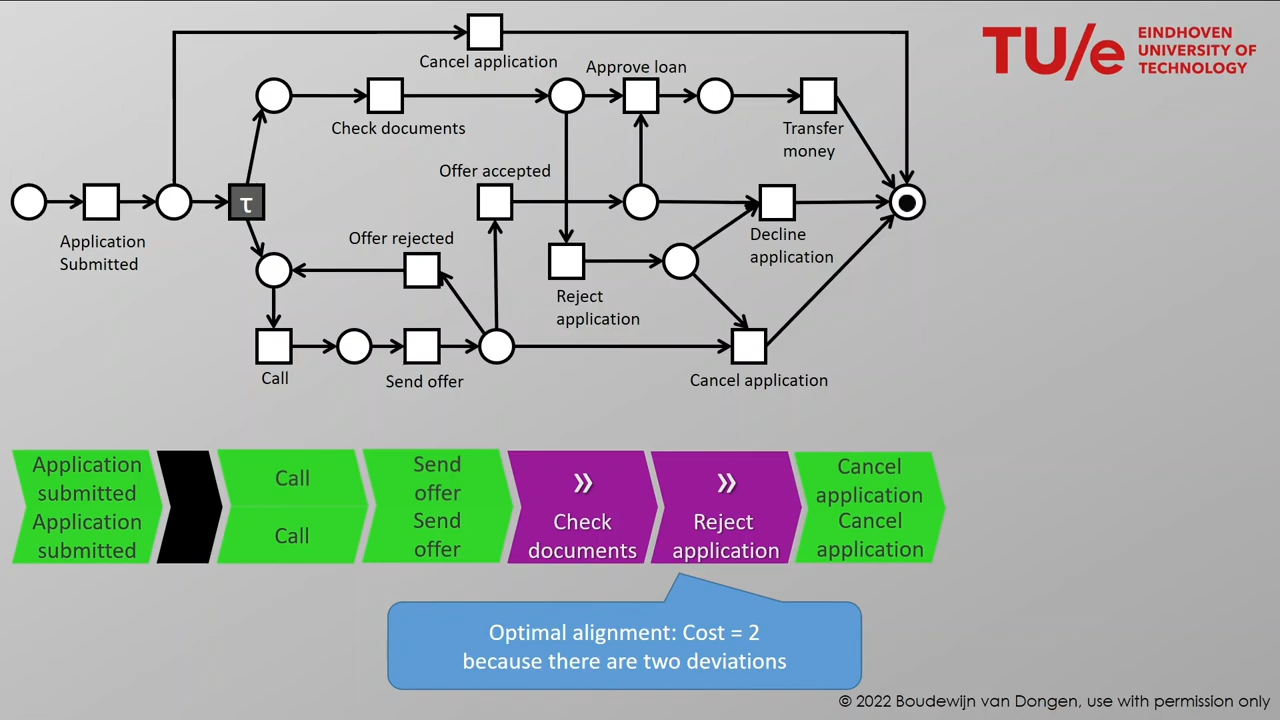 Cancel application
Approve loan
Check documents
Transfer
money
Offer accepted
τ
Application
Submitted
Offer rejected
Decline
application
Reject
application
Call
Send offer
Cancel application
TU/e
EINDHOVEN
UNIVERSITY OF
TECHNOLOGY
Application
submitted
Application
submitted
Call
Call
Send
offer
Send
offer
»
Check
documents
»
Reject
application
Cancel
application
Cancel
application
Optimal alignment: Cost = 2
because there are two deviations
© 2022 Boudewijn van Dongen, use with permission only